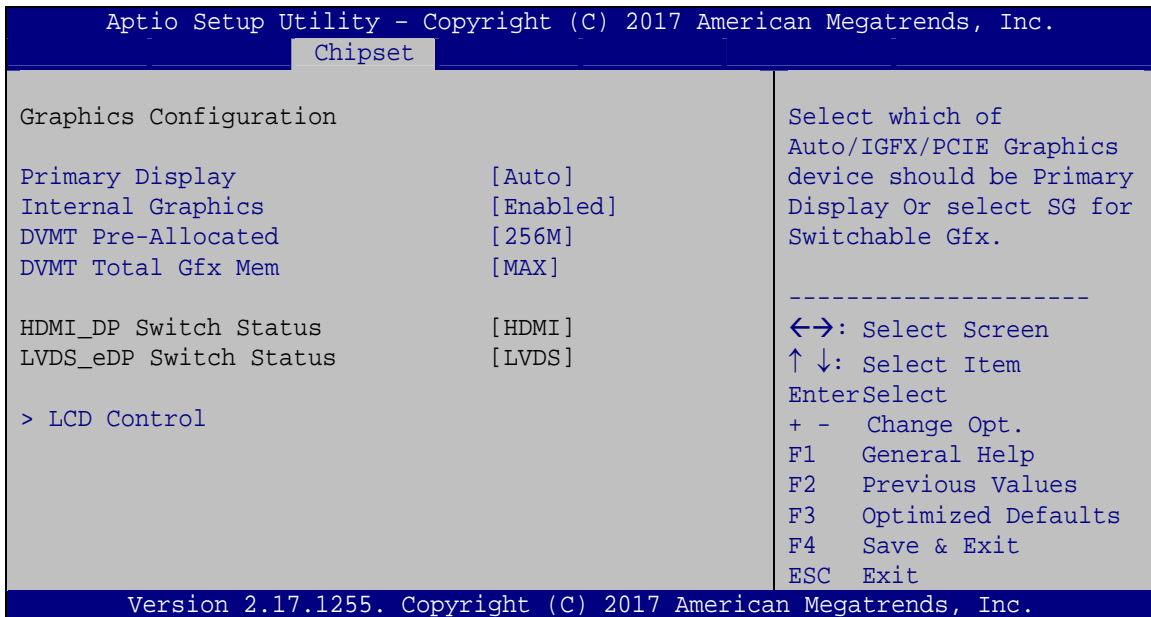 Aptio Setup Utility – Copyright (C) 2017 American Megatrends, Inc.
Chipset
Graphics Configuration
Primary Display [Auto]
Internal Graphics [Enabled]
DVMT Pre-Allocated [256M]
DVMT Total Gfx Mem [MAX]
HDMI_DP Switch Status [HDMI]
LVDS_eDP Switch Status [LVDS]
> LCD Control
Select which of
Auto/IGFX/PCIE Graphics
device should be Primary
Display Or select SG for
Switchable Gfx.
---------------------
←→: Select Screen
↑ ↓: Select Item
EnterSelect
+ - Change Opt.
F1 General Help
F2 Previous Values
F3 Optimized Defaults
F4 Save & Exit
ESC Exit
Version 2.17.1255. Copyright (C) 2017 American Megatrends, Inc.